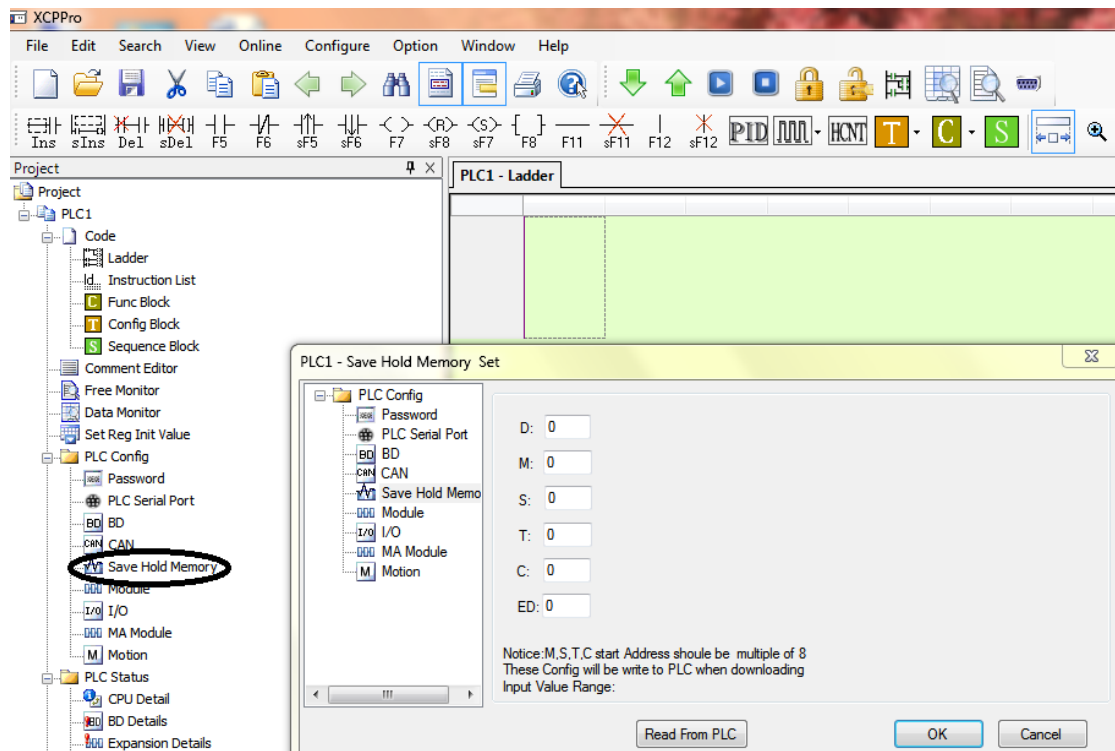 XCPPro
File Edit Search View Online Configure Option Window Help
Ins sIns Del sDel F5 F6 sF5 sF6 F7 sF8 sF7 F8 F11 sF11 F12 sF12 PID HCNT T C S
Project
PLC1 - Ladder
Project
PLC1
Code
Ladder
Id... Instruction List
C Func Block
T Config Block
S Sequence Block
Comment Editor
Free Monitor
Data Monitor
Set Reg Init Value
PLC Config
Password
PLC Serial Port
BD BD
CAN CAN
Save Hold Memory
Module
I/O I/O
MA Module
M Motion
PLC Status
CPU Detail
BD BD Details
Expansion Details
PLC1 - Save Hold Memory Set
PLC Config
Password
PLC Serial Port
BD BD
CAN CAN
Save Hold Memo
Module
I/O I/O
MA Module
M Motion
D: 0
M: 0
S: 0
T: 0
C: 0
ED: 0
Notice:M,S,T,C start Address shoule be multiple of 8
These Config will be write to PLC when downloading
Input Value Range:
Read From PLC OK Cancel